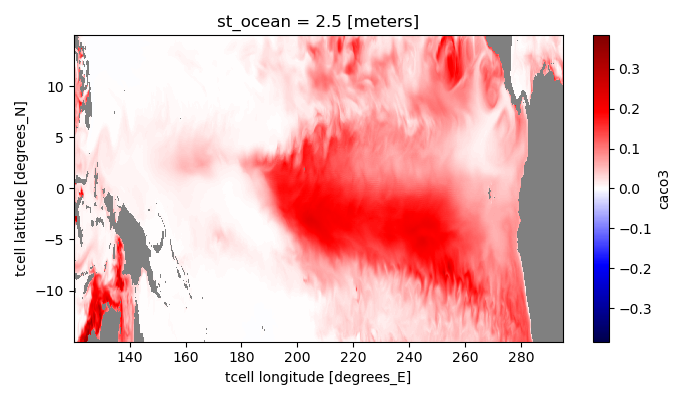 st_ocean = 2.5 [meters]
10
5
0
−5
−10
tcell latitude [degrees_N]
140 160 180 200 220 240 260 280
tcell longitude [degrees_E]
0.3
0.2
0.1
0.0
−0.1
−0.2
−0.3
caco3